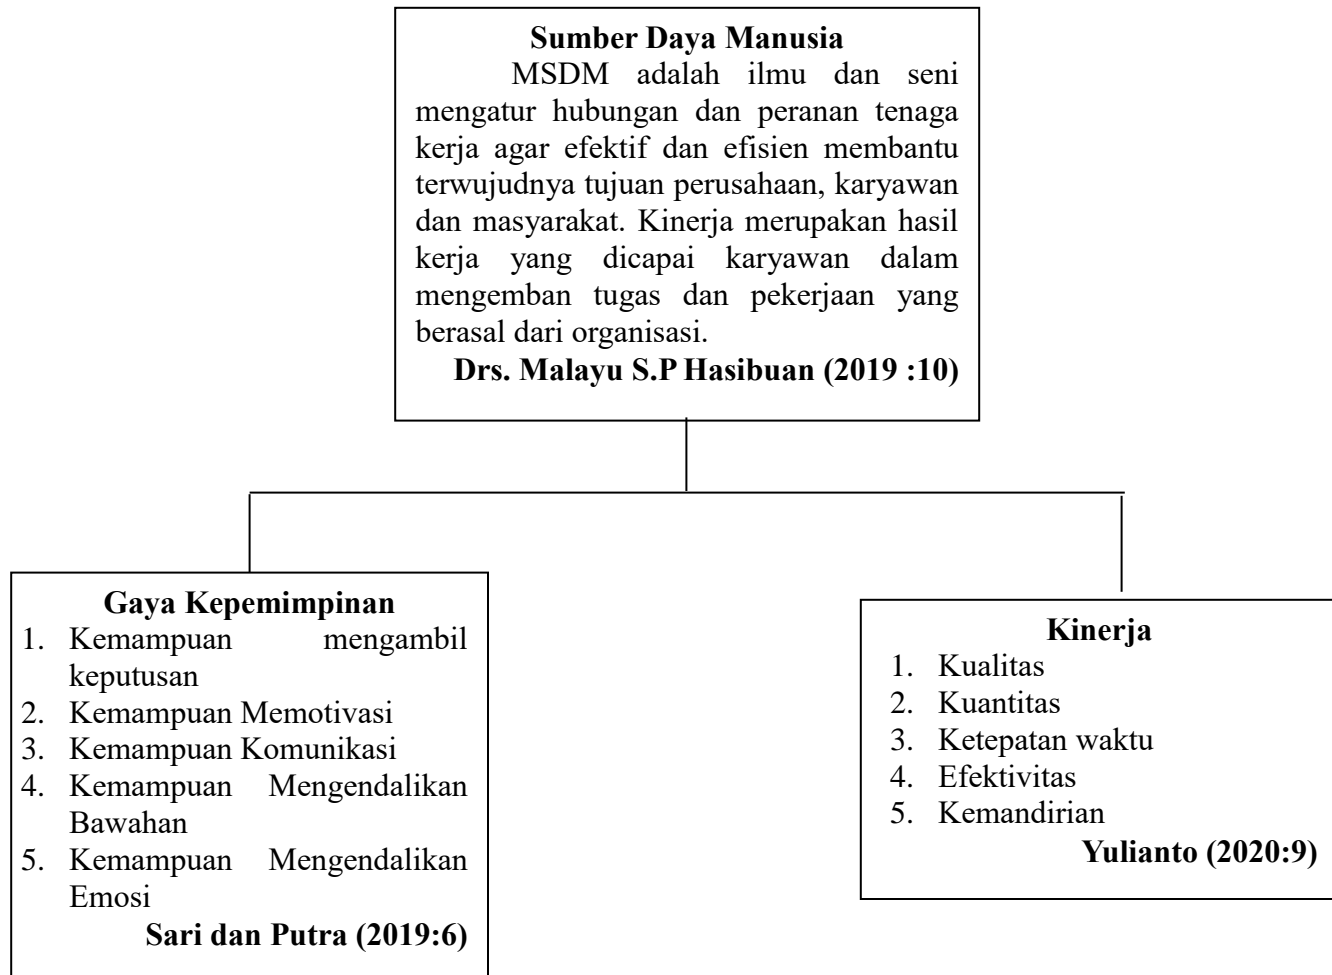 Sumber Daya Manusia
MSDM adalah ilmu dan seni
mengatur hubungan dan peranan tenaga
kerja agar efektif dan efisien membantu
terwujudnya tujuan perusahaan, karyawan
dan masyarakat. Kinerja merupakan hasil
kerja yang dicapai karyawan dalam
mengemban tugas dan pekerjaan yang
berasal dari organisasi.
Drs. Malayu S.P Hasibuan (2019 :10)
Gaya Kepemimpinan
1. Kemampuan mengambil
keputusan
2. Kemampuan Memotivasi
3. Kemampuan Komunikasi
4. Kemampuan Mengendalikan
Bawahan
5. Kemampuan Mengendalikan
Emosi
Sari dan Putra (2019:6)
Kinerja
1. Kualitas
2. Kuantitas
3. Ketepatan waktu
4. Efektivitas
5. Kemandirian
Yulianto (2020:9)